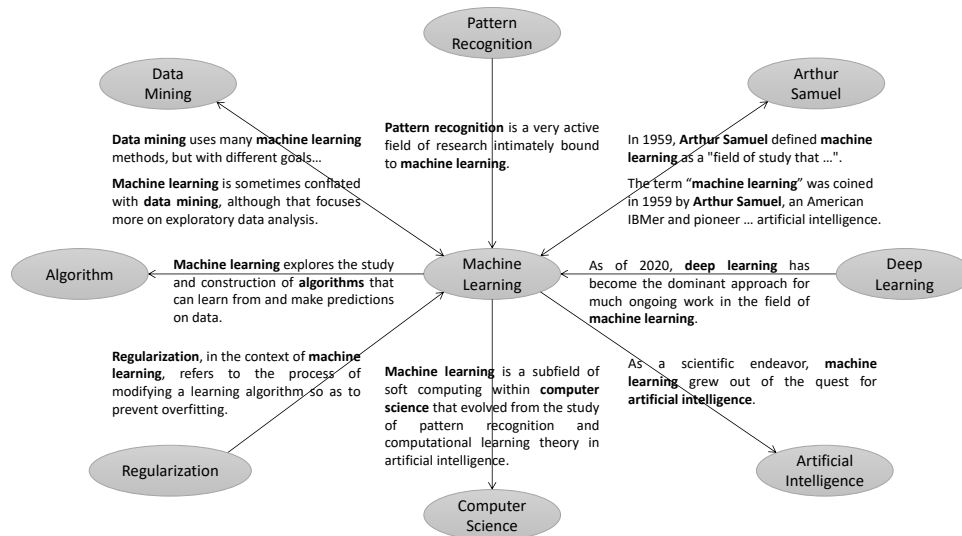 Pattern
Recognition
Data
Mining
Arthur
Samuel
Data mining uses many machine learning
methods, but with different goals…
Machine learning is sometimes conflated
with data mining, although that focuses
more on exploratory data analysis.
Pattern recognition is a very active
field of research intimately bound
to machine learning.
In 1959, Arthur Samuel defined machine
learning as a "field of study that …".
The term “machine learning” was coined
in 1959 by Arthur Samuel, an American
IBMer and pioneer … artificial intelligence.
Algorithm
Machine learning explores the study
and construction of algorithms that
can learn from and make predictions
on data.
Machine
Learning
As of 2020, deep learning has
become the dominant approach for
much ongoing work in the field of
machine learning.
Deep
Learning
Regularization, in the context of machine
learning, refers to the process of
modifying a learning algorithm so as to
prevent overfitting.
Machine learning is a subfield of
soft computing within computer
science that evolved from the study
of pattern recognition and
computational learning theory in
artificial intelligence.
As a scientific endeavor, machine
learning grew out of the quest for
artificial intelligence.
Regularization
Computer
Science
Artificial
Intelligence